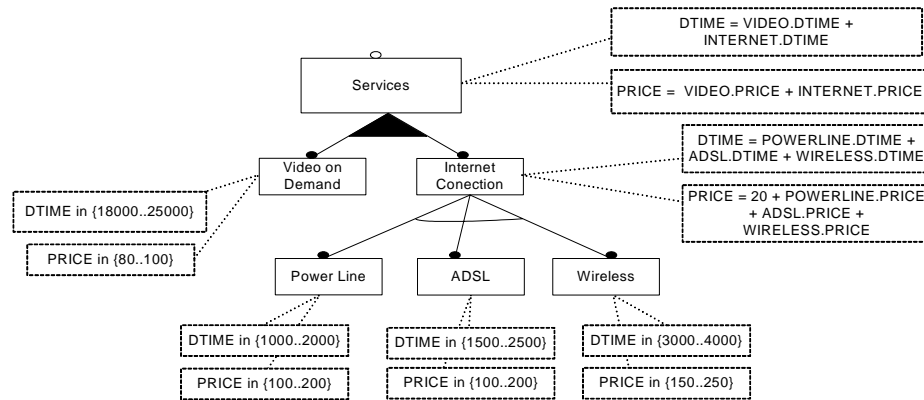 DTIME = VIDEO.DTIME +
INTERNET.DTIME
Services
PRICE = VIDEO.PRICE + INTERNET.PRICE
DTIME = POWERLINE.DTIME +
ADSL.DTIME + WIRELESS.DTIME
Video on
Demand
Internet
Conection
PRICE = 20 + POWERLINE.PRICE
+ ADSL.PRICE +
WIRELESS.PRICE
DTIME in {18000..25000}
PRICE in {80..100}
Power Line
ADSL
Wireless
DTIME in {1000..2000}
DTIME in {1500..2500}
DTIME in {3000..4000}
PRICE in {100..200}
PRICE in {100..200}
PRICE in {150..250}